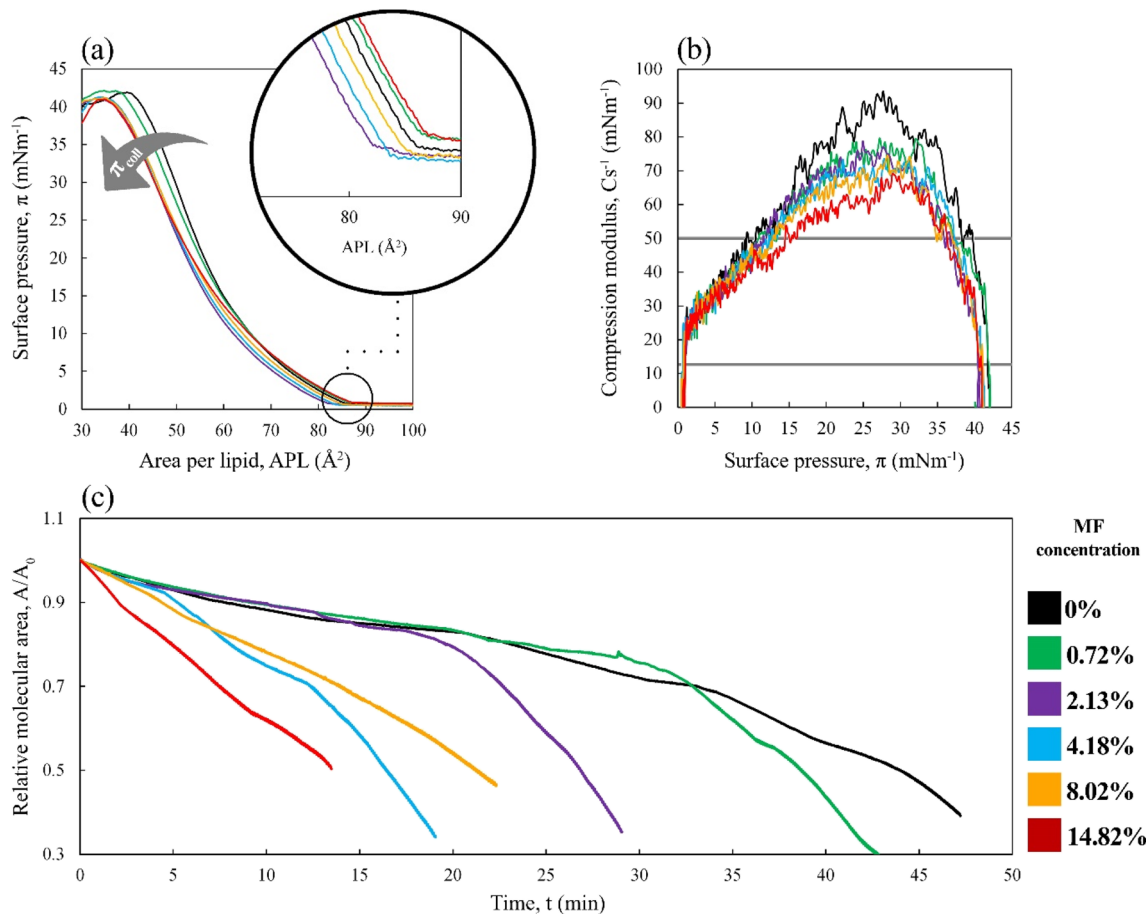 (a)
45
40
35
30
25
20
15
10
5
0
Surface pressure, π (mNm⁻¹)
30 40 50 60 70 80 90 100
Area per lipid, APL (Å²)
π coll
80 90
APL (Å²)
(b)
100
90
80
70
60
50
40
30
20
10
0
Compression modulus, Cs⁻¹ (mNm⁻¹)
0 5 10 15 20 25 30 35 40 45
Surface pressure, π (mNm⁻¹)
(c)
1.1
0.9
0.7
0.5
0.3
Relative molecular area, A/A₀
0 5 10 15 20 25 30 35 40 45 50
Time, t (min)
MF
concentration
0%
0.72%
2.13%
4.18%
8.02%
14.82%